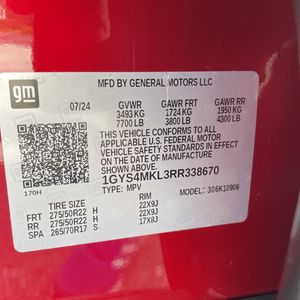 gm
MFD BY GENERAL MOTORS LLC
07/24 GVWR GAWR FRT GAWR RR
3493 KG 1724 KG 1950 KG
7700 LB 3800 LB 4300 LB
THIS VEHICLE CONFORMS TO ALL
APPLICABLE U.S. FEDERAL MOTOR
VEHICLE SAFETY STANDARDS IN EFFECT
ON THE DATE OF MANUFACTURE SHOWN ABOVE.
1GYS4MKL3RR338670
170H TYPE: MPV 306K10906
TIRE SIZE RIM
FRT 275/50R22 H 22X9J
RR 275/50R22 H 22X9J
SPA 265/70R17 S 17X8J